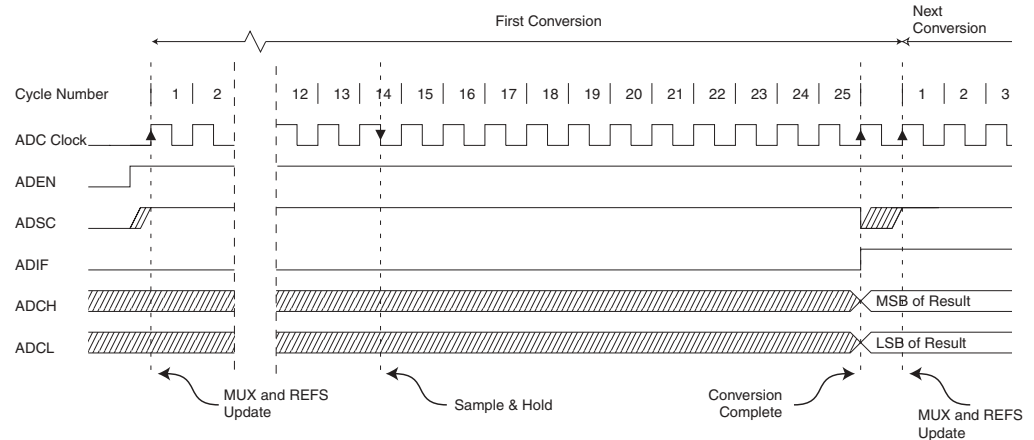 First Conversion
Next
Conversion
Cycle Number 1 2 12 13 14 15 16 17 18 19 20 21 22 23 24 25 1 2 3
ADC Clock
ADEN
ADSC
ADIF
ADCH MSB of Result
ADCL LSB of Result
MUX and REFS
Update
Sample & Hold
Conversion
Complete
MUX and REFS
Update